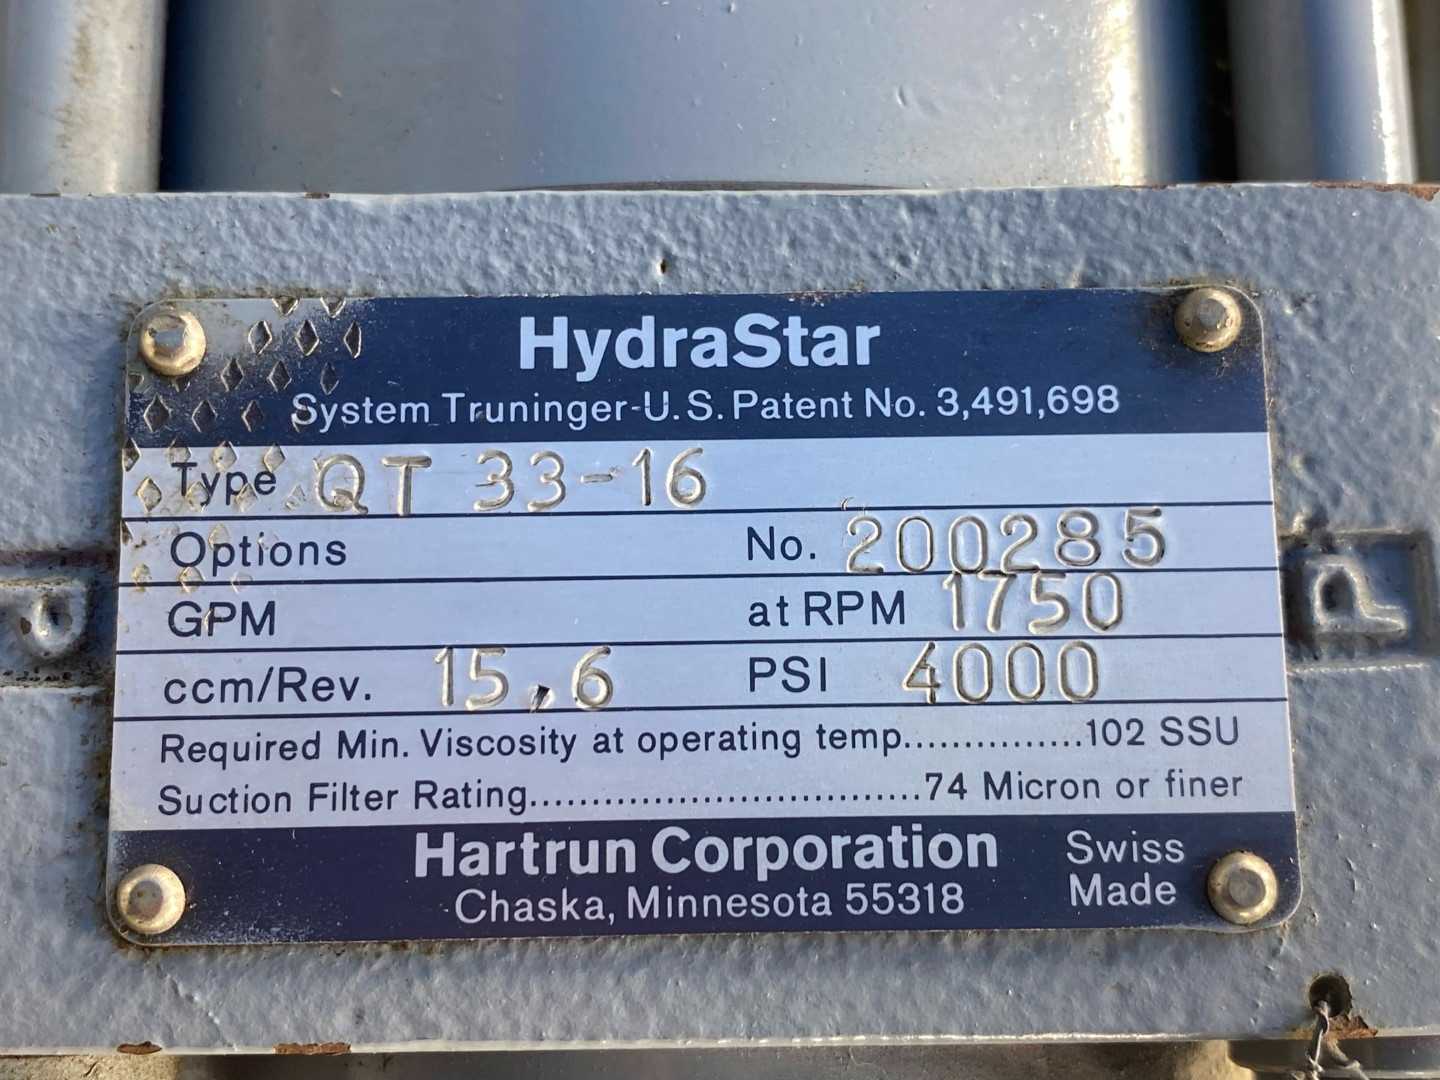 HydraStar
System Truninger-U.S. Patent No. 3,491,698
Type QT 33-16
Options No. 200285
GPM at RPM 1750
ccm/Rev. 15,6 PSI 4000
Required Min. Viscosity at operating temp...............102 SSU
Suction Filter Rating................................74 Micron or finer
Hartrun Corporation
Chaska, Minnesota 55318
Swiss
Made
P